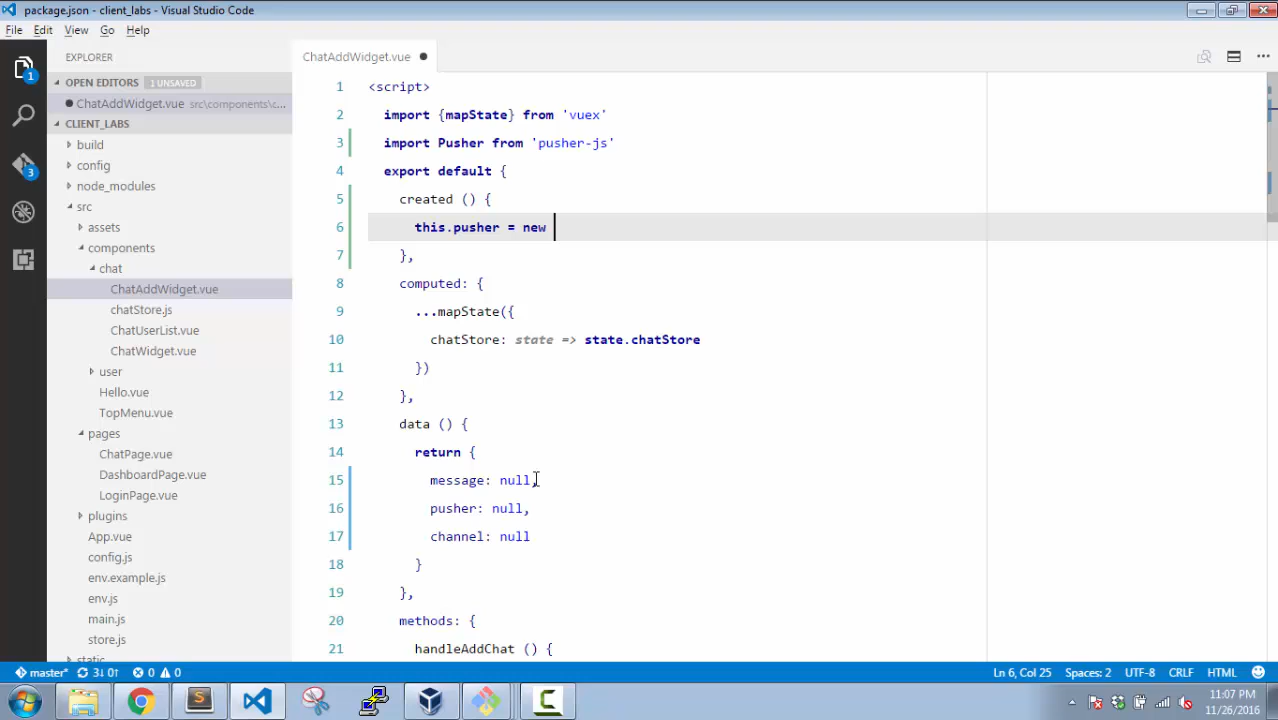 package.json - client_labs - Visual Studio Code
File Edit View Go Help
EXPLORER
OPEN EDITORS 1 UNSAVED
ChatAddWidget.vue src\components\c...
CLIENT_LABS
build
config
node_modules
src
assets
components
chat
ChatAddWidget.vue
chatStore.js
ChatUserList.vue
ChatWidget.vue
user
Hello.vue
TopMenu.vue
pages
ChatPage.vue
DashboardPage.vue
LoginPage.vue
plugins
App.vue
config.js
env.example.js
env.js
main.js
store.js
static
1
3
ChatAddWidget.vue
1 <script>
2 import {mapState} from 'vuex'
3 import Pusher from 'pusher-js'
4 export default {
5 created () {
6 this.pusher = new
7 },
8 computed: {
9 ...mapState({
10 chatStore: state => state.chatStore
11 })
12 },
13 data () {
14 return {
15 message: null,
16 pusher: null,
17 channel: null
18 }
19 },
20 methods: {
21 handleAddChat () {
master* 3↓ 0↑ 0 0
Ln 6, Col 25 Spaces: 2 UTF-8 CRLF HTML
11:07 PM
11/26/2016